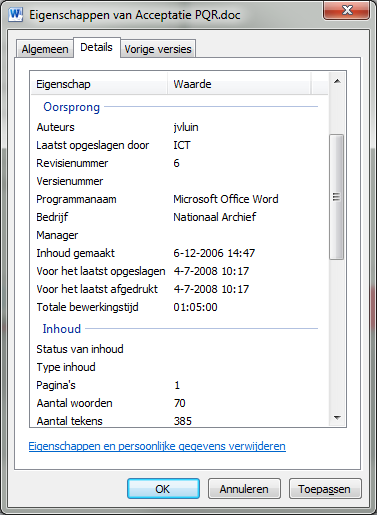 Eigenschappen van Acceptatie PQR.doc
Algemeen Details Vorige versies
Eigenschap Waarde
Oorsprong
Auteurs jvluin
Laatst opgeslagen door ICT
Revisienummer 6
Versienummer
Programmanaam Microsoft Office Word
Bedrijf Nationaal Archief
Manager
Inhoud gemaakt 6-12-2006 14:47
Voor het laatst opgeslagen 4-7-2008 10:17
Voor het laatst afgedrukt 4-7-2008 10:17
Totale bewerkingstijd 01:05:00
Inhoud
Status van inhoud
Type inhoud
Pagina's 1
Aantal woorden 70
Aantal tekens 385
Eigenschappen en persoonlijke gegevens verwijderen
OK Annuleren Toepassen